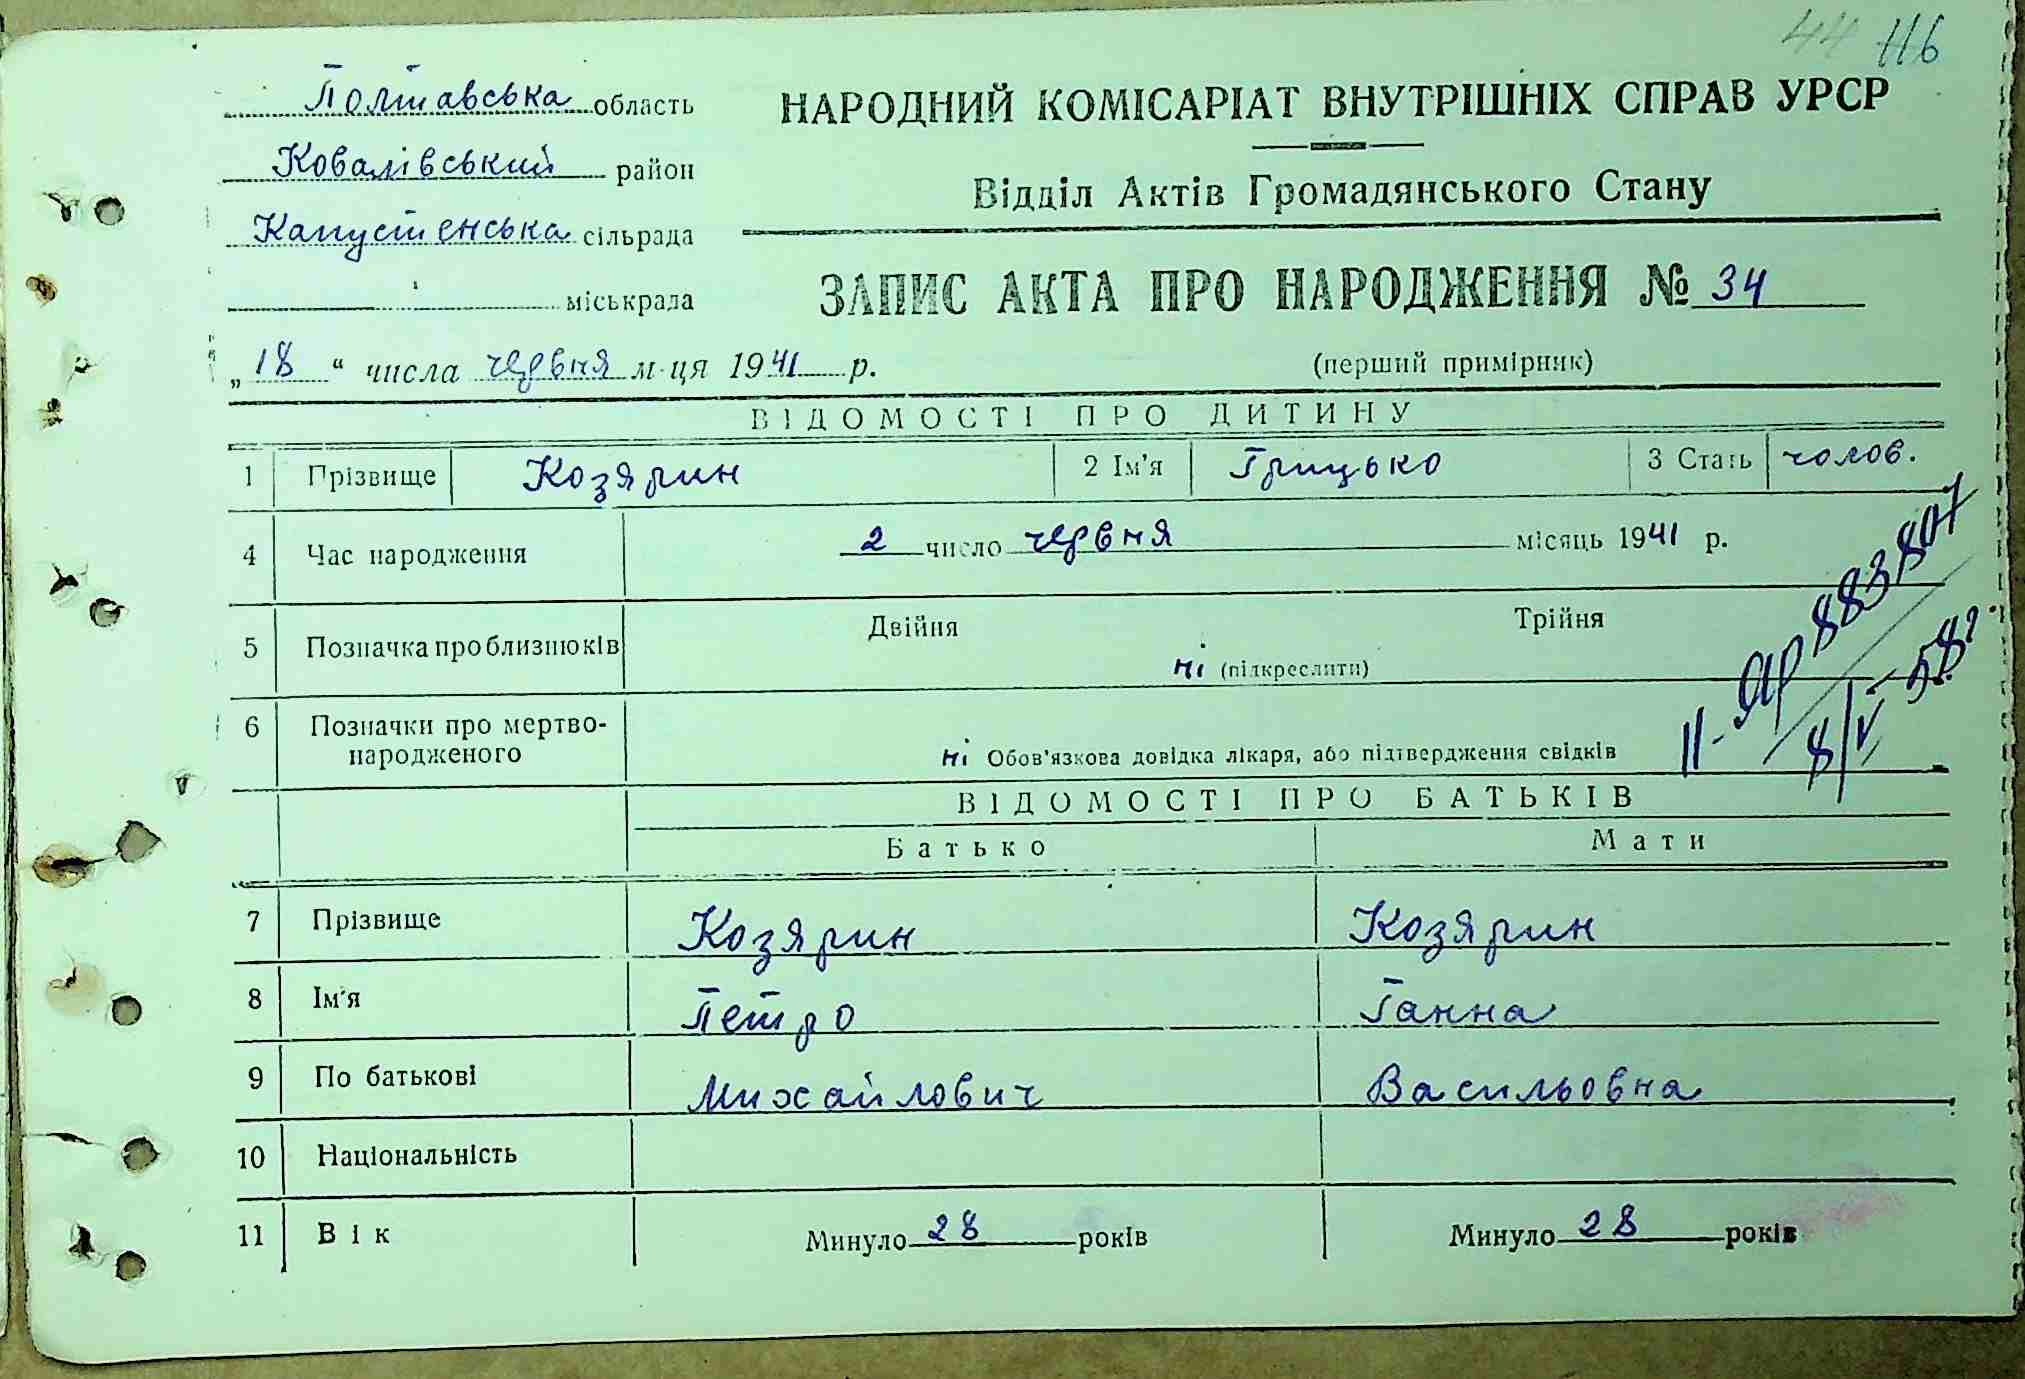 44 116
Полтавська область
НАРОДНИЙ КОМІСАРІАТ ВНУТРІШНІХ СПРАВ УРСР
Ковалівський район
Відділ Актів Громадянського Стану
Капустенська сільрада
міськрада
ЗАПИС АКТА ПРО НАРОДЖЕННЯ № 34
„18“ числа червня м-ця 1941 р.
(перший примірник)
ВІДОМОСТІ ПРО ДИТИНУ
1 Прізвище Козярин 2 Ім'я Грицько 3 Стать чолов.
4 Час народження 2 число червня місяць 1941 р.
5 Позначка про близнюків Двійня Трійня
ні (підкреслити)
6 Позначки про мертво-
народженого
ні Обов'язкова довідка лікаря, або підтвердження свідків
II-ЯР 883807
8/V-58г.
ВІДОМОСТІ ПРО БАТЬКІВ
Батько Мати
7 Прізвище Козярин Козярин
8 Ім'я Петро Ганна
9 По батькові Михайлович Васильовна
10 Національність
11 Вік Минуло 28 років Минуло 28 років